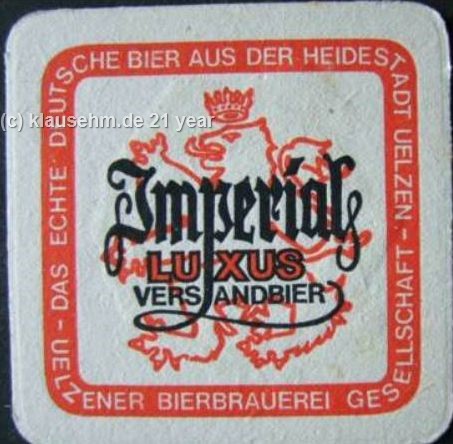 DAS ECHTE DEUTSCHE BIER AUS DER HEIDESTADT UELZEN - UELZENER BIERBRAUEREI GESELLSCHAFT -
(c) klausehm.de 21 year
Imperial
LUXUS
VERSANDBIER